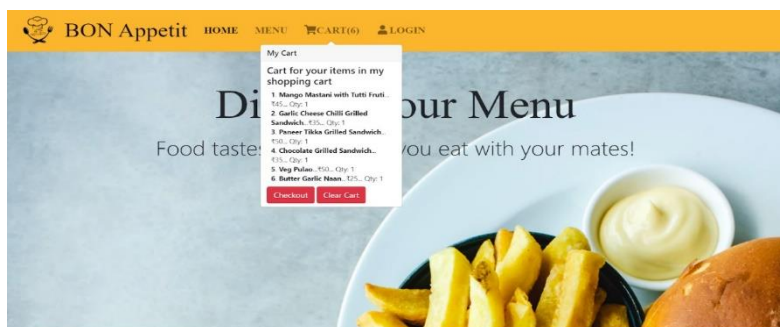 BON Appetit HOME MENU CART(6) LOGIN
My Cart
Cart for your items in my
shopping cart
1. Mango Mastani with Tutti Fruti..
₹45... Qty: 1
2. Garlic Cheese Chilli Grilled
Sandwich.. ₹35... Qty: 1
3. Paneer Tikka Grilled Sandwich..
₹50... Qty: 1
4. Chocolate Grilled Sandwich..
₹35... Qty: 1
5. Veg Pulao.. ₹50... Qty: 1
6. Butter Garlic Naan.. ₹25... Qty: 1
Checkout Clear Cart
Di our Menu
Food taste you eat with your mates!